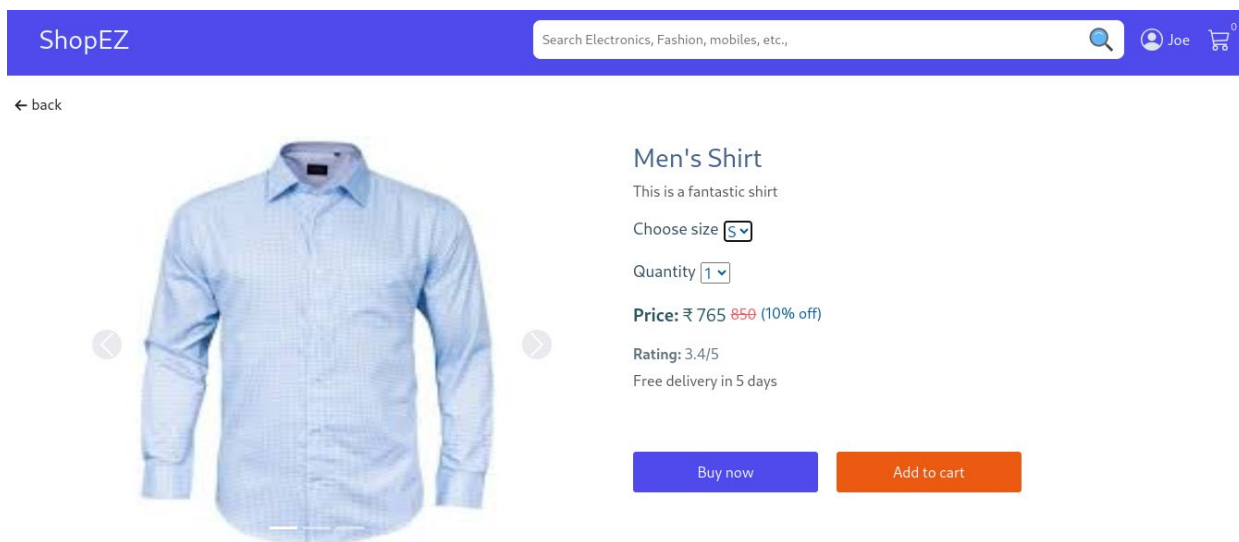 ShopEZ
Search Electronics, Fashion, mobiles, etc.,
Joe
0
← back
Men's Shirt
This is a fantastic shirt
Choose size S
Quantity 1
Price: ₹ 765 850 (10% off)
Rating: 3.4/5
Free delivery in 5 days
Buy now
Add to cart